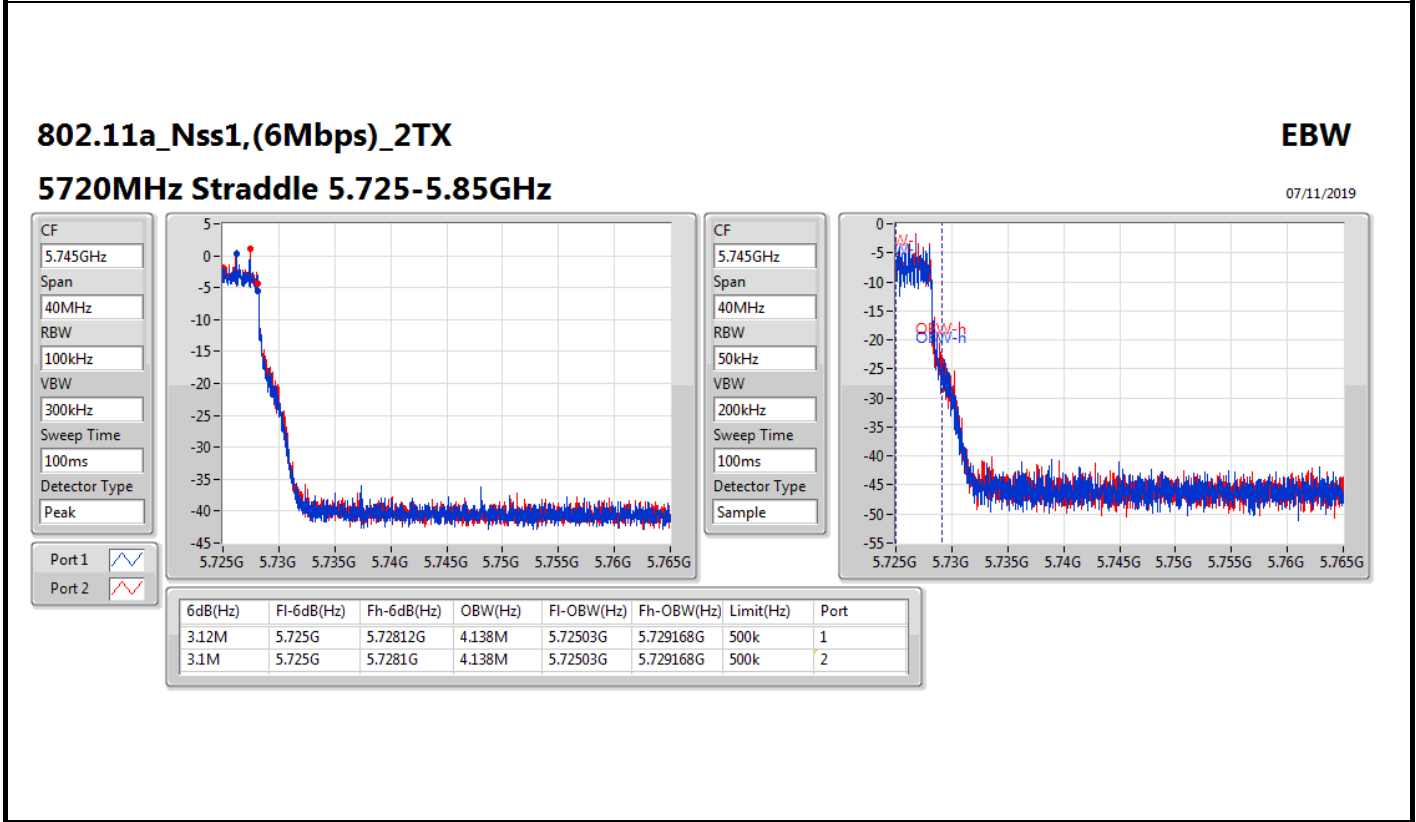 802.11a_Nss1,(6Mbps)_2TX
EBW
5720MHz Straddle 5.725-5.85GHz
07/11/2019
CF
5.745GHz
Span
40MHz
RBW
100kHz
VBW
300kHz
Sweep Time
100ms
Detector Type
Peak
Port 1
Port 2
5
0
-5
-10
-15
-20
-25
-30
-35
-40
-45
5.725G 5.73G 5.735G 5.74G 5.745G 5.75G 5.755G 5.76G 5.765G
CF
5.745GHz
Span
40MHz
RBW
50kHz
VBW
200kHz
Sweep Time
100ms
Detector Type
Sample
0
-5
-10
-15
-20
-25
-30
-35
-40
-45
-50
-55
W-l
OBW-h
OBW-h
5.725G 5.73G 5.735G 5.74G 5.745G 5.75G 5.755G 5.76G 5.765G
6dB(Hz) Fl-6dB(Hz) Fh-6dB(Hz) OBW(Hz) Fl-OBW(Hz) Fh-OBW(Hz) Limit(Hz) Port
3.12M 5.725G 5.72812G 4.138M 5.72503G 5.729168G 500k 1
3.1M 5.725G 5.7281G 4.138M 5.72503G 5.729168G 500k 2